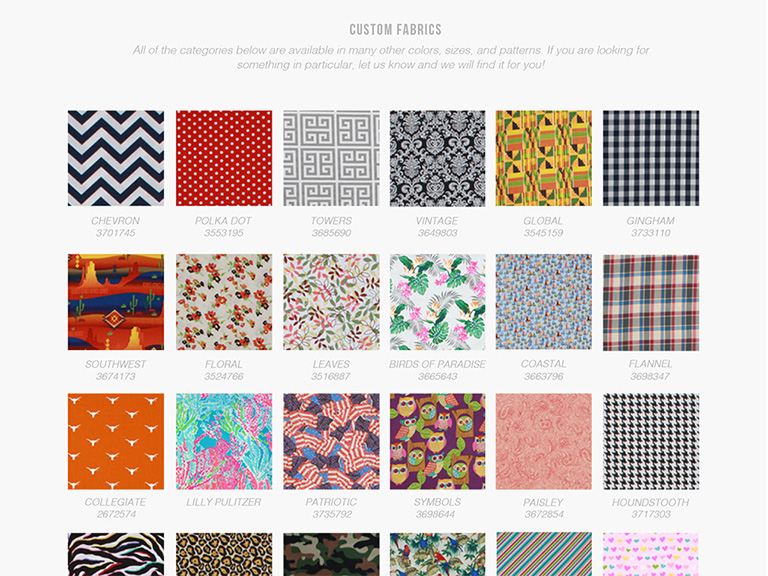 CUSTOM FABRICS
All of the categories below are available in many other colors, sizes, and patterns. If you are looking for
something in particular, let us know and we will find it for you!
CHEVRON
3701745
POLKA DOT
3553195
TOWERS
3685690
VINTAGE
3649803
GLOBAL
3545159
GINGHAM
3733110
SOUTHWEST
3674173
FLORAL
3524766
LEAVES
3516887
BIRDS OF PARADISE
3665643
COASTAL
3663796
FLANNEL
3698347
COLLEGIATE
2672574
LILLY PULITZER
PATRIOTIC
3735792
SYMBOLS
3698644
PAISLEY
3672854
HOUNDSTOOTH
3717303